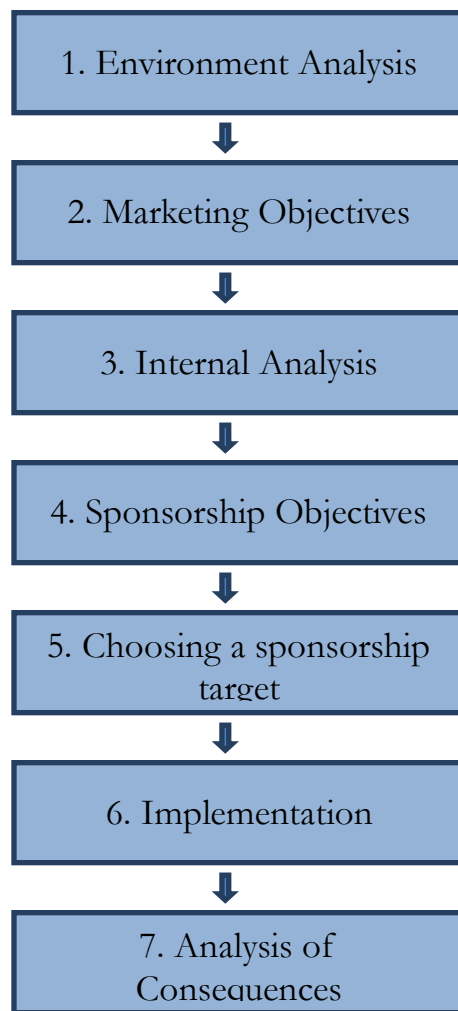 1. Environment Analysis
2. Marketing Objectives
3. Internal Analysis
4. Sponsorship Objectives
5. Choosing a sponsorship
target
6. Implementation
7. Analysis of
Consequences